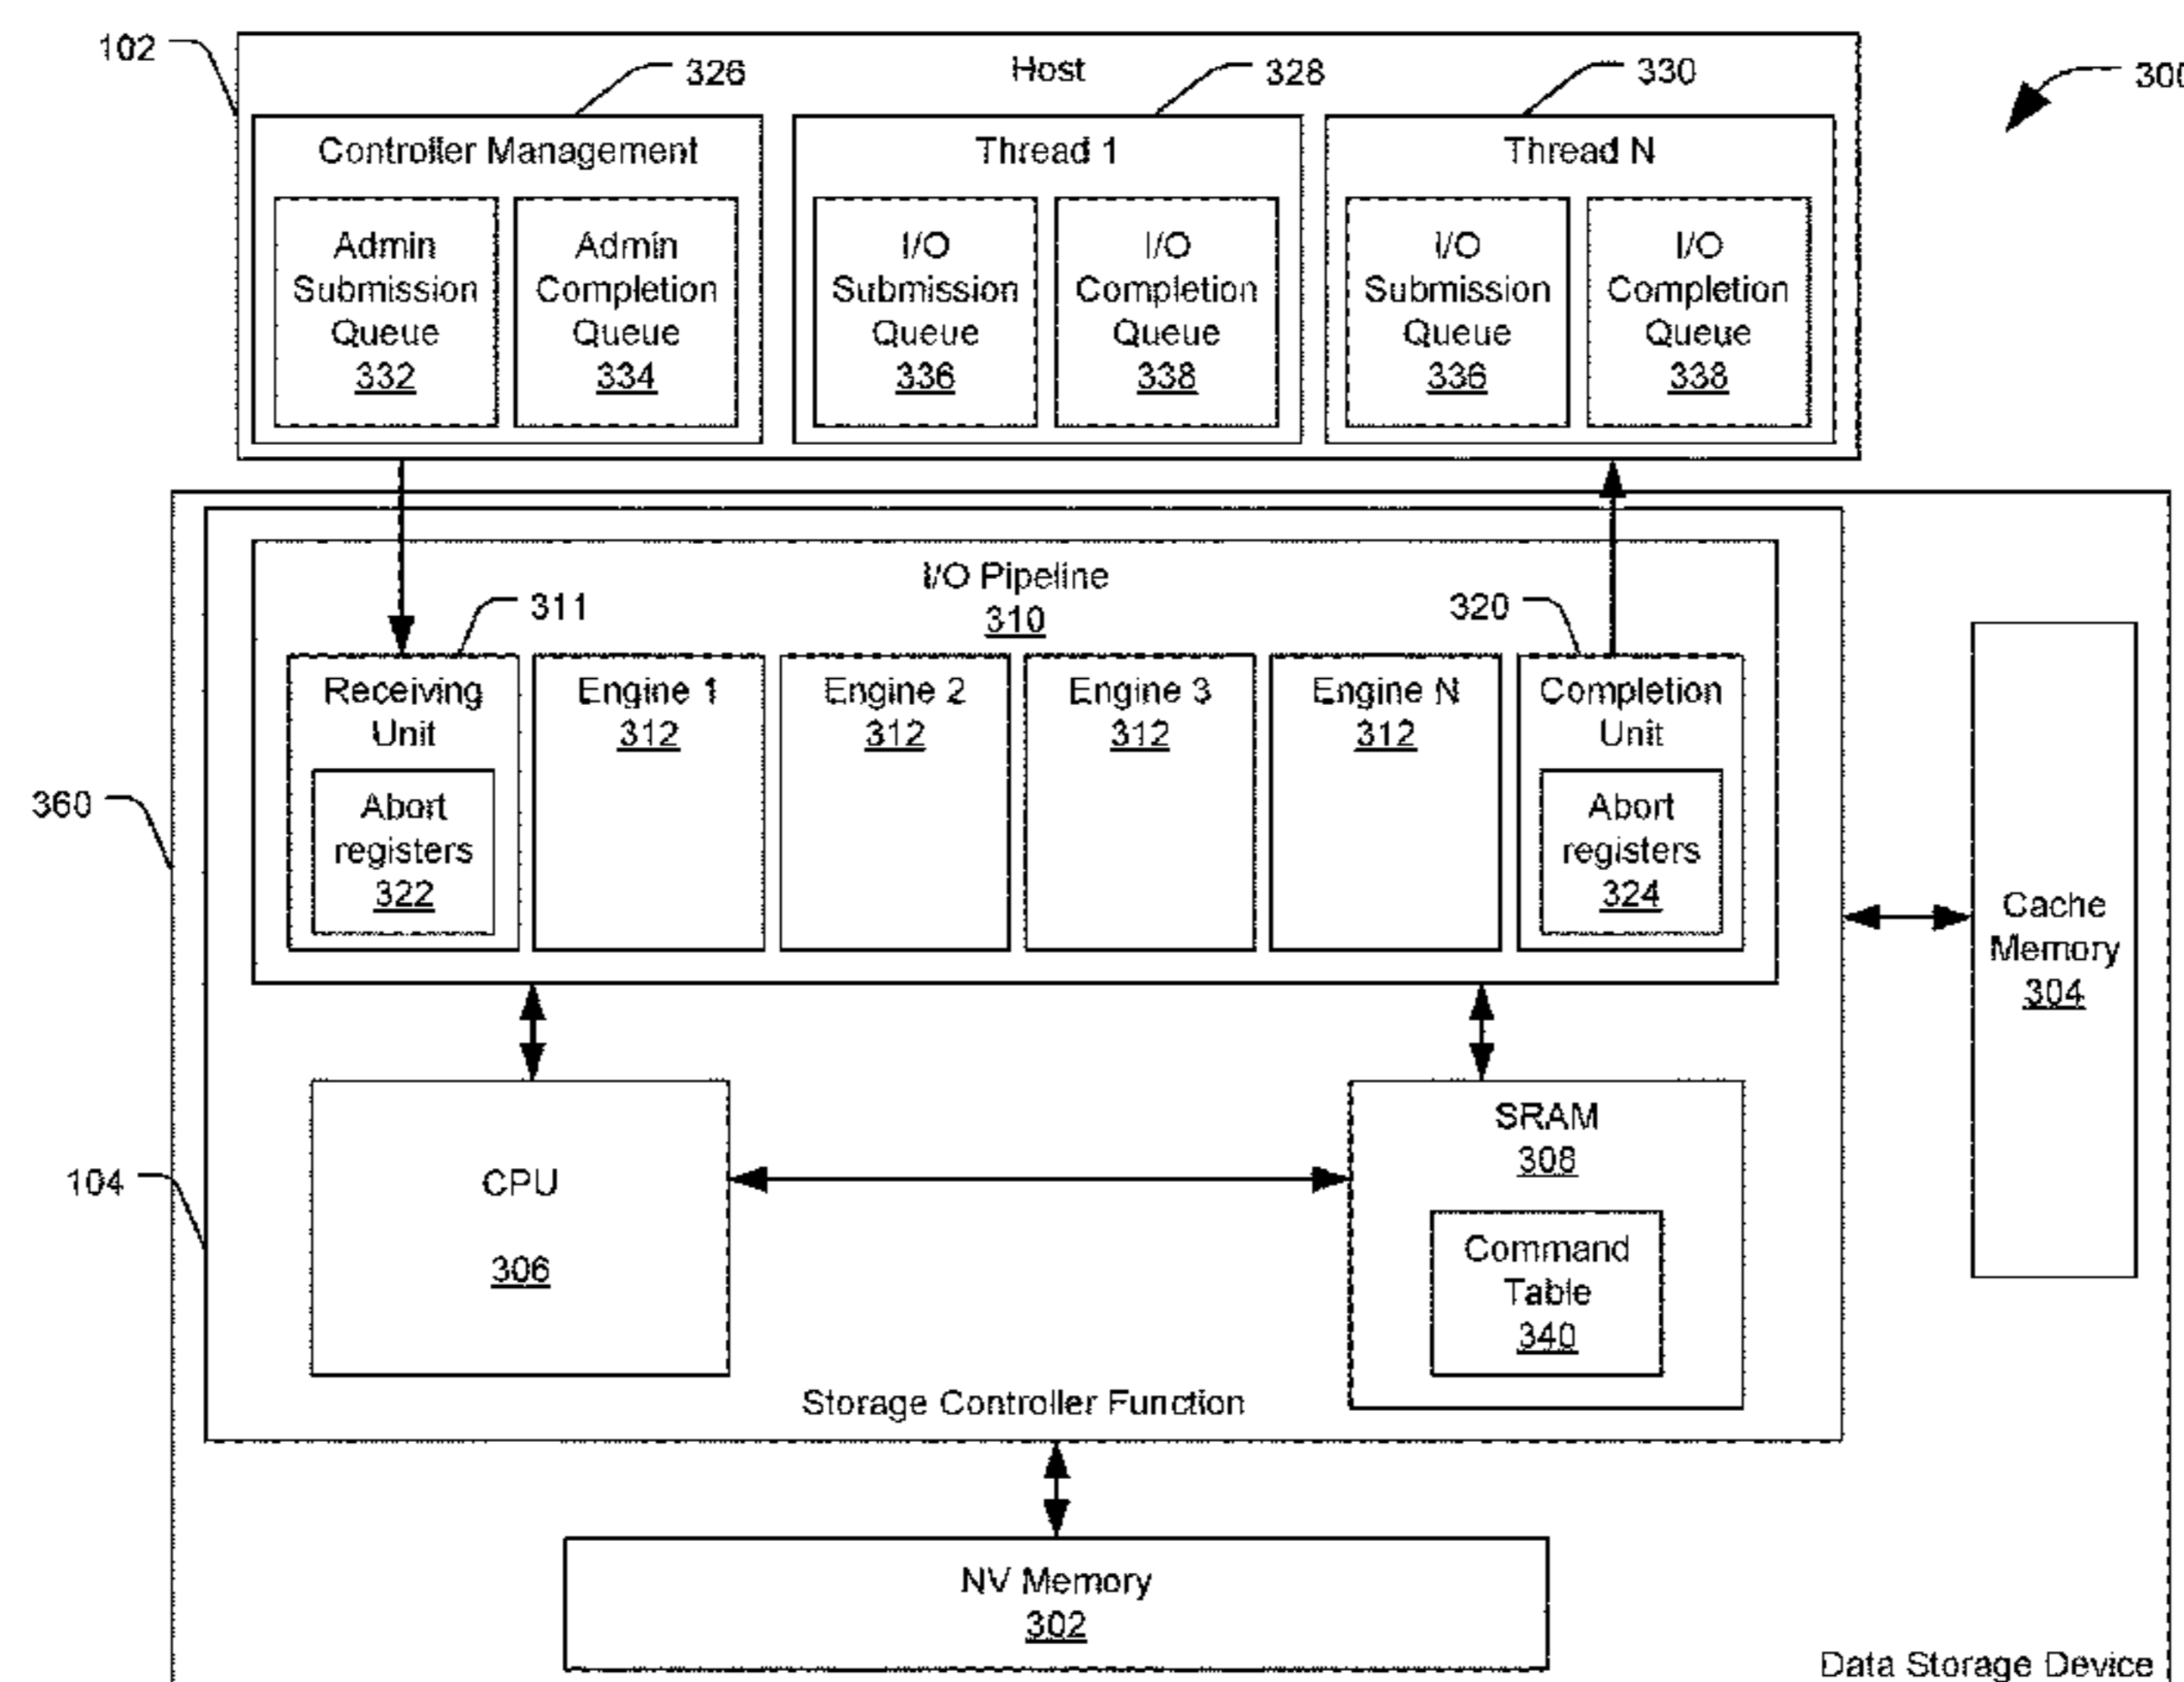 102
Host
326
328
330
300
Controller Management
Thread 1
Thread N
Admin
Submission
Queue
332
Admin
Completion
Queue
334
I/O
Submission
Queue
336
I/O
Completion
Queue
338
I/O
Submission
Queue
336
I/O
Completion
Queue
338
I/O Pipeline
310
311
320
Receiving
Unit
Abort
registers
322
Engine 1
312
Engine 2
312
Engine 3
312
Engine N
312
Completion
Unit
Abort
registers
324
360
Cache
Memory
304
104
CPU
306
SRAM
308
Command
Table
340
Storage Controller Function
NV Memory
302
Data Storage Device